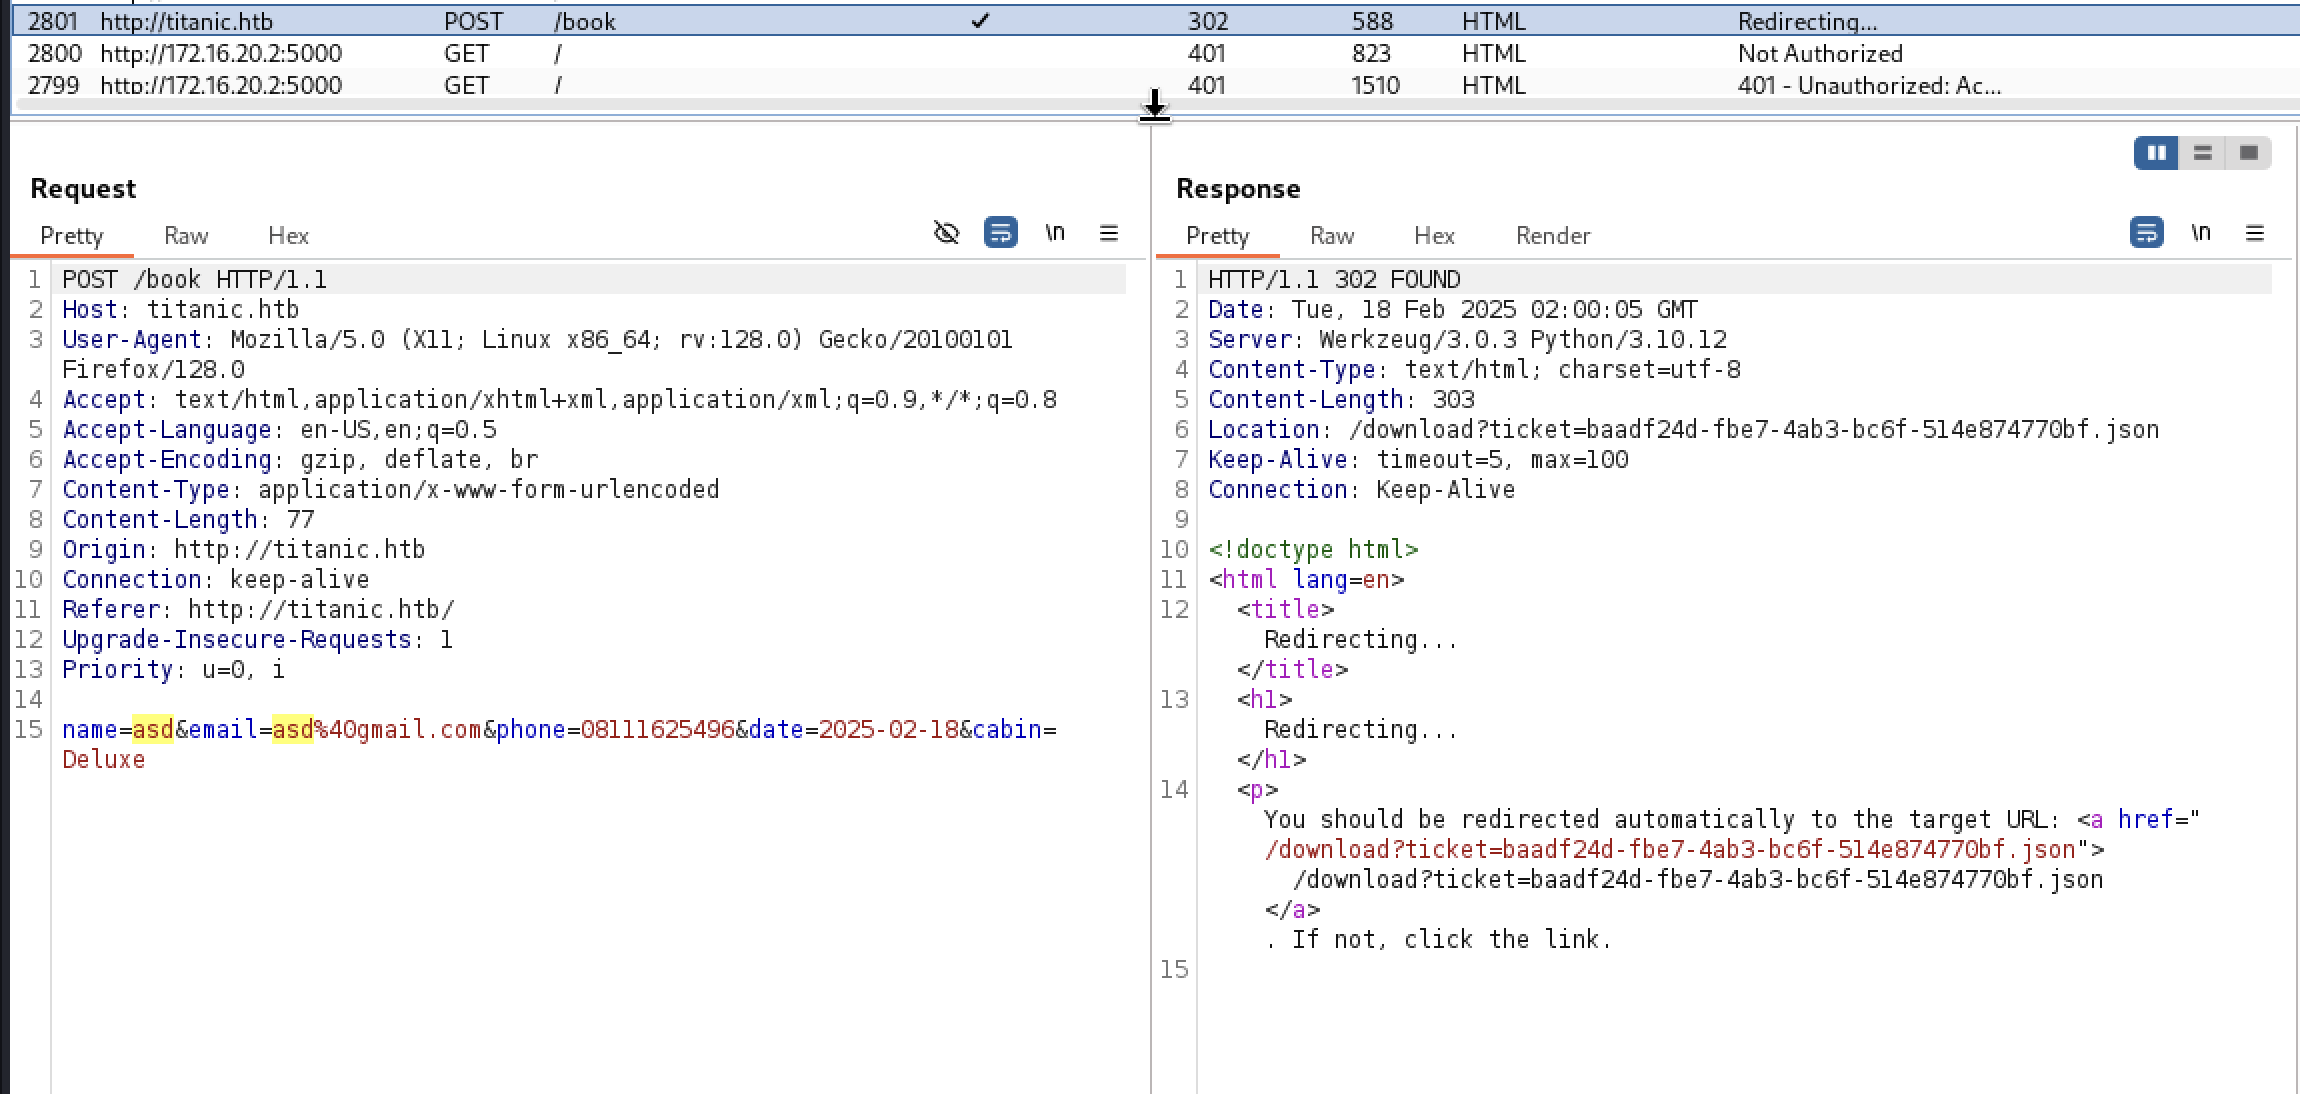 2801 http://titanic.htb POST /book ✓ 302 588 HTML Redirecting...
2800 http://172.16.20.2:5000 GET / 401 823 HTML Not Authorized
2799 http://172.16.20.2:5000 GET / 401 1510 HTML 401 - Unauthorized: Ac...
Request
Pretty Raw Hex \n
1 POST /book HTTP/1.1
2 Host: titanic.htb
3 User-Agent: Mozilla/5.0 (X11; Linux x86_64; rv:128.0) Gecko/20100101
Firefox/128.0
4 Accept: text/html,application/xhtml+xml,application/xml;q=0.9,*/*;q=0.8
5 Accept-Language: en-US,en;q=0.5
6 Accept-Encoding: gzip, deflate, br
7 Content-Type: application/x-www-form-urlencoded
8 Content-Length: 77
9 Origin: http://titanic.htb
10 Connection: keep-alive
11 Referer: http://titanic.htb/
12 Upgrade-Insecure-Requests: 1
13 Priority: u=0, i
14
15 name=asd&email=asd%40gmail.com&phone=08111625496&date=2025-02-18&cabin=
Deluxe
Response
Pretty Raw Hex Render \n
1 HTTP/1.1 302 FOUND
2 Date: Tue, 18 Feb 2025 02:00:05 GMT
3 Server: Werkzeug/3.0.3 Python/3.10.12
4 Content-Type: text/html; charset=utf-8
5 Content-Length: 303
6 Location: /download?ticket=baadf24d-fbe7-4ab3-bc6f-514e874770bf.json
7 Keep-Alive: timeout=5, max=100
8 Connection: Keep-Alive
9
10 <!doctype html>
11 <html lang=en>
12 <title>
Redirecting...
</title>
13 <h1>
Redirecting...
</h1>
14 <p>
You should be redirected automatically to the target URL: <a href="
/download?ticket=baadf24d-fbe7-4ab3-bc6f-514e874770bf.json">
/download?ticket=baadf24d-fbe7-4ab3-bc6f-514e874770bf.json
</a>
. If not, click the link.
15